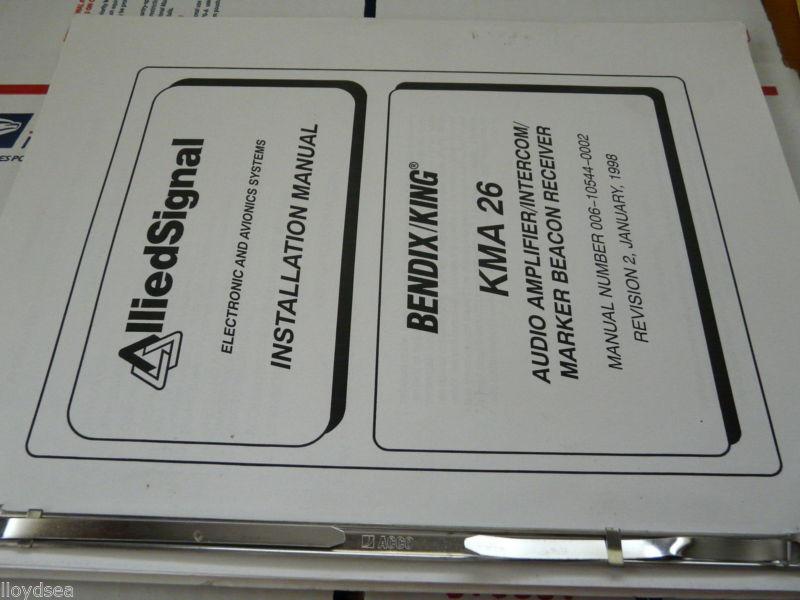 AlliedSignal
ELECTRONIC AND AVIONICS SYSTEMS
INSTALLATION MANUAL
BENDIX/KING®
KMA 26
AUDIO AMPLIFIER/INTERCOM/
MARKER BEACON RECEIVER
MANUAL NUMBER 006-10544-0002
REVISION 2, JANUARY, 1998
ACCO
lloydsea